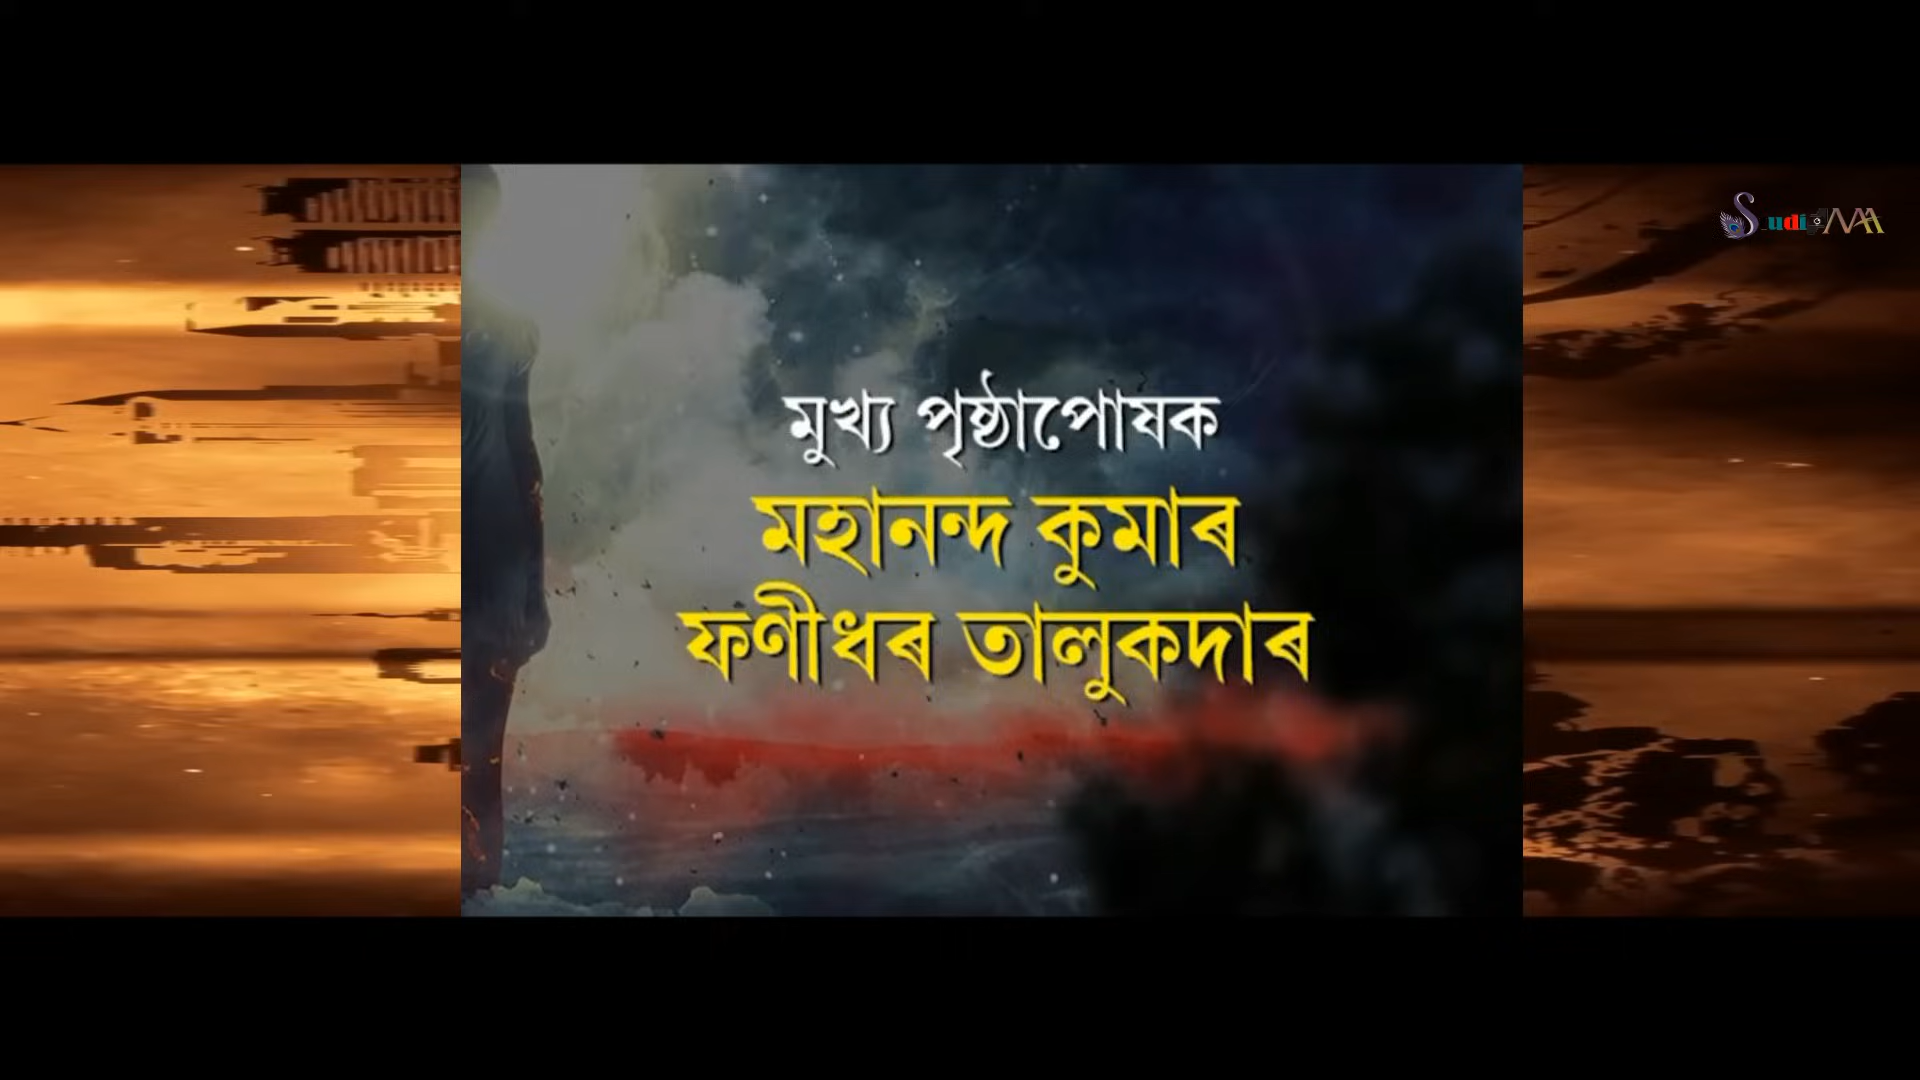 মুখ্য পৃষ্ঠাপোষক
মহানন্দ কুমাৰ
ফণীধৰ তালুকদাৰ